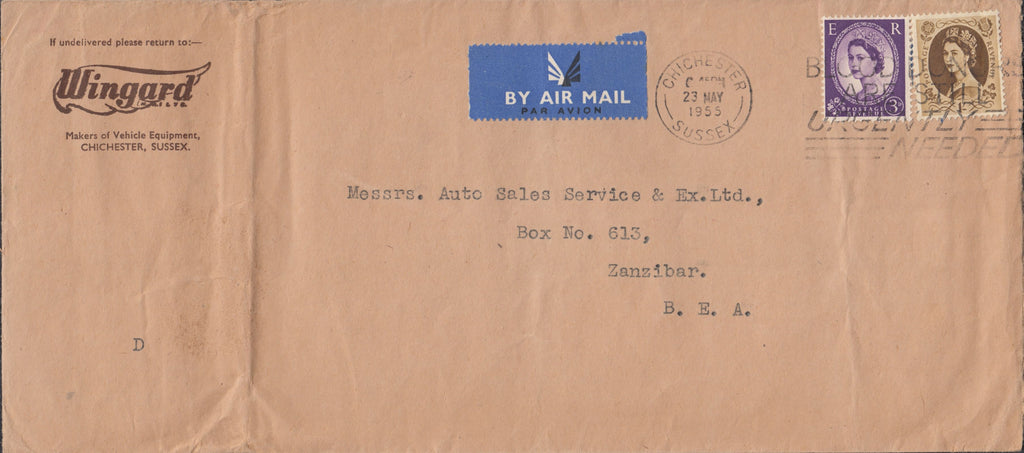 If undelivered please return to:—
Wingard
Makers of Vehicle Equipment,
CHICHESTER, SUSSEX.
BY AIR MAIL
PAR AVION
CHICHESTER
23 MAY
1955
SUSSEX
URGENTLY
NEEDED
E R
POSTAGE
REVENUE
3D
Messrs. Auto Sales Service & Ex.Ltd.,
Box No. 613,
Zanzibar.
B. E. A.
D